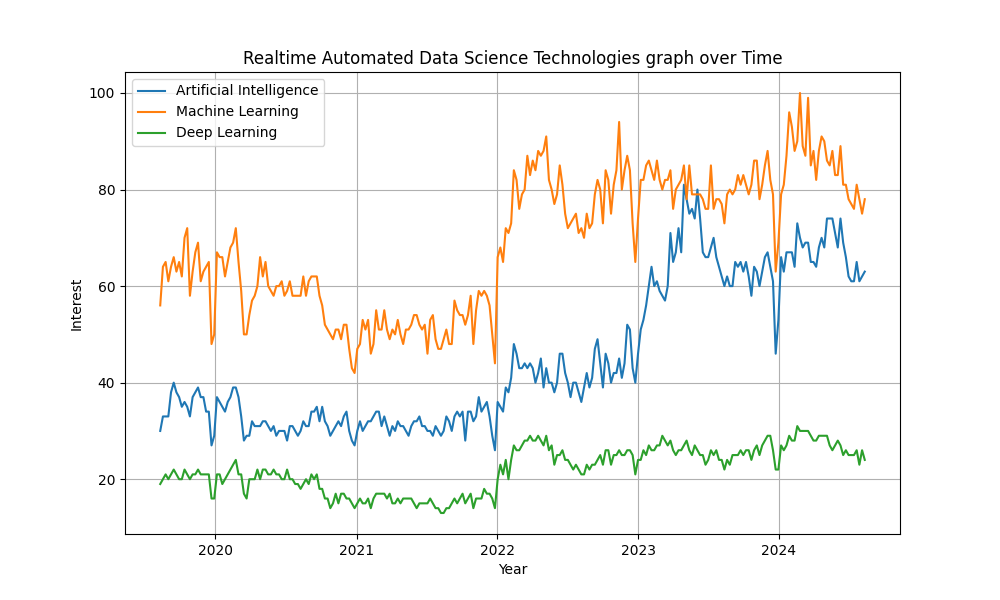 Realtime Automated Data Science Technologies graph over Time
Artificial Intelligence
Machine Learning
Deep Learning
100
80
60
40
20
Interest
2020 2021 2022 2023 2024
Year